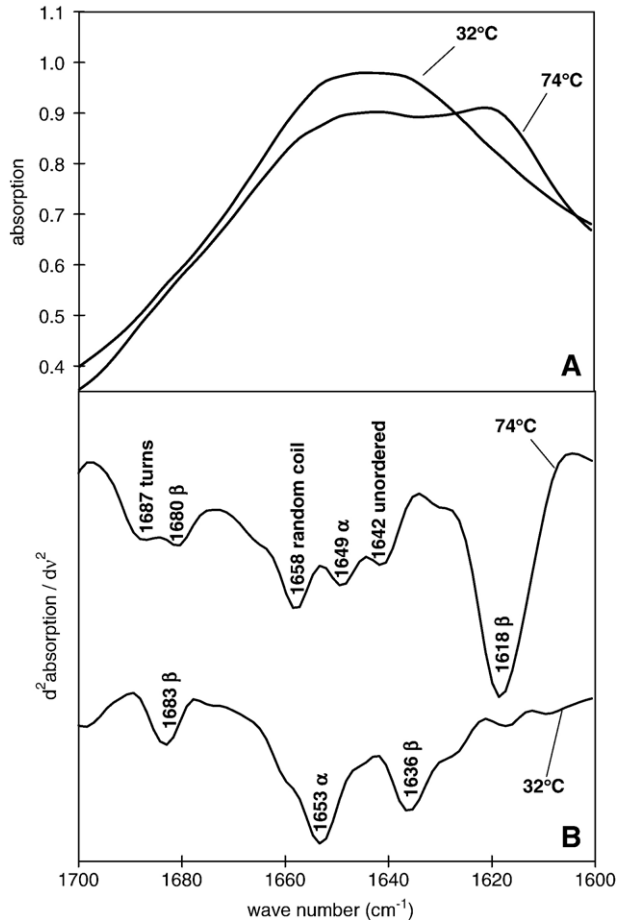 32°C
74°C
1.1
1.0
0.9
0.8
0.7
0.6
0.5
0.4
absorption
A
74°C
1687 turns
1680 β
1658 random coil
1649 α
1642 unordered
1618 β
d²absorption / dν²
1683 β
1653 α
1636 β
32°C
B
1700 1680 1660 1640 1620 1600
wave number (cm⁻¹)